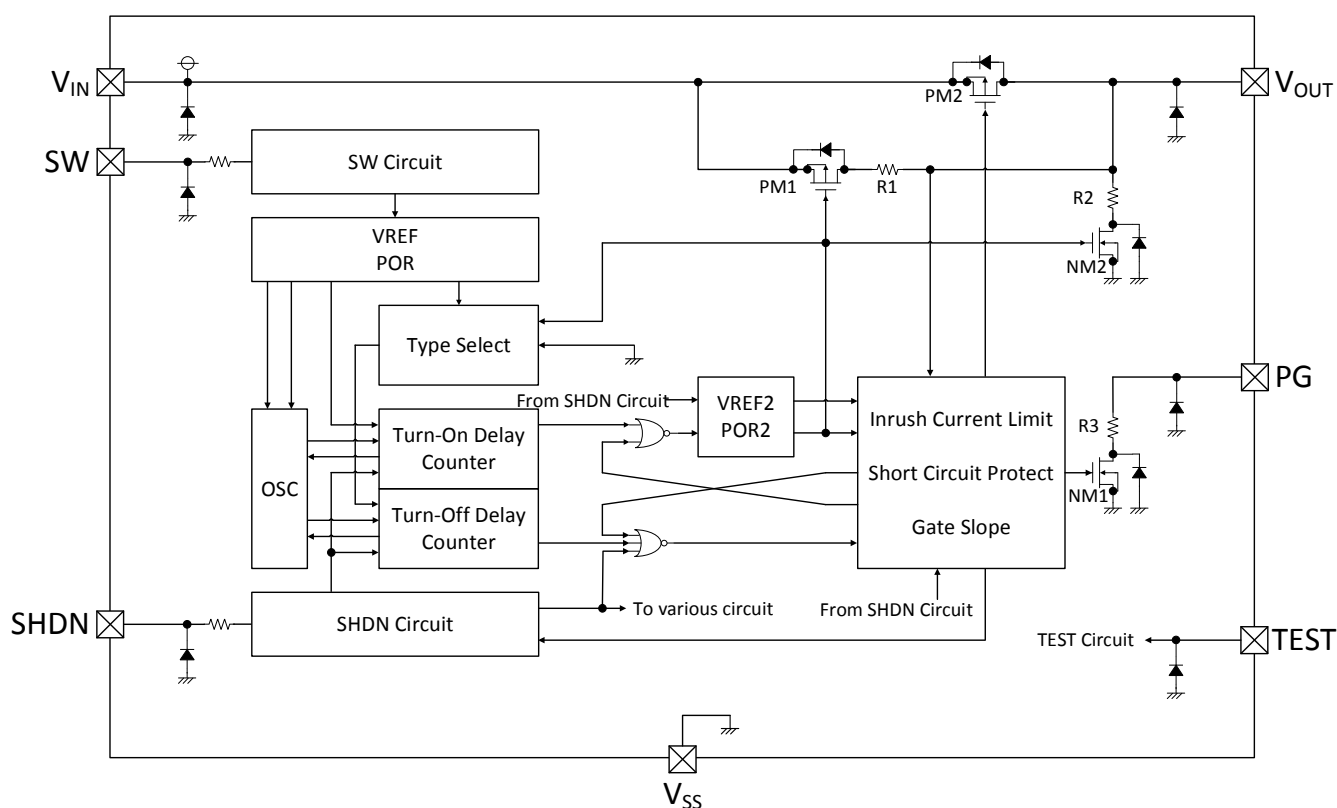 VIN
VOUT
PM2
SW
SW Circuit
PM1
R1
R2
VREF
POR
NM2
Type Select
PG
From SHDN Circuit
VREF2
POR2
Inrush Current Limit
Turn-On Delay
Counter
R3
OSC
Short Circuit Protect
NM1
Turn-Off Delay
Counter
Gate Slope
SHDN
SHDN Circuit
To various circuit
From SHDN Circuit
TEST Circuit
TEST
VSS